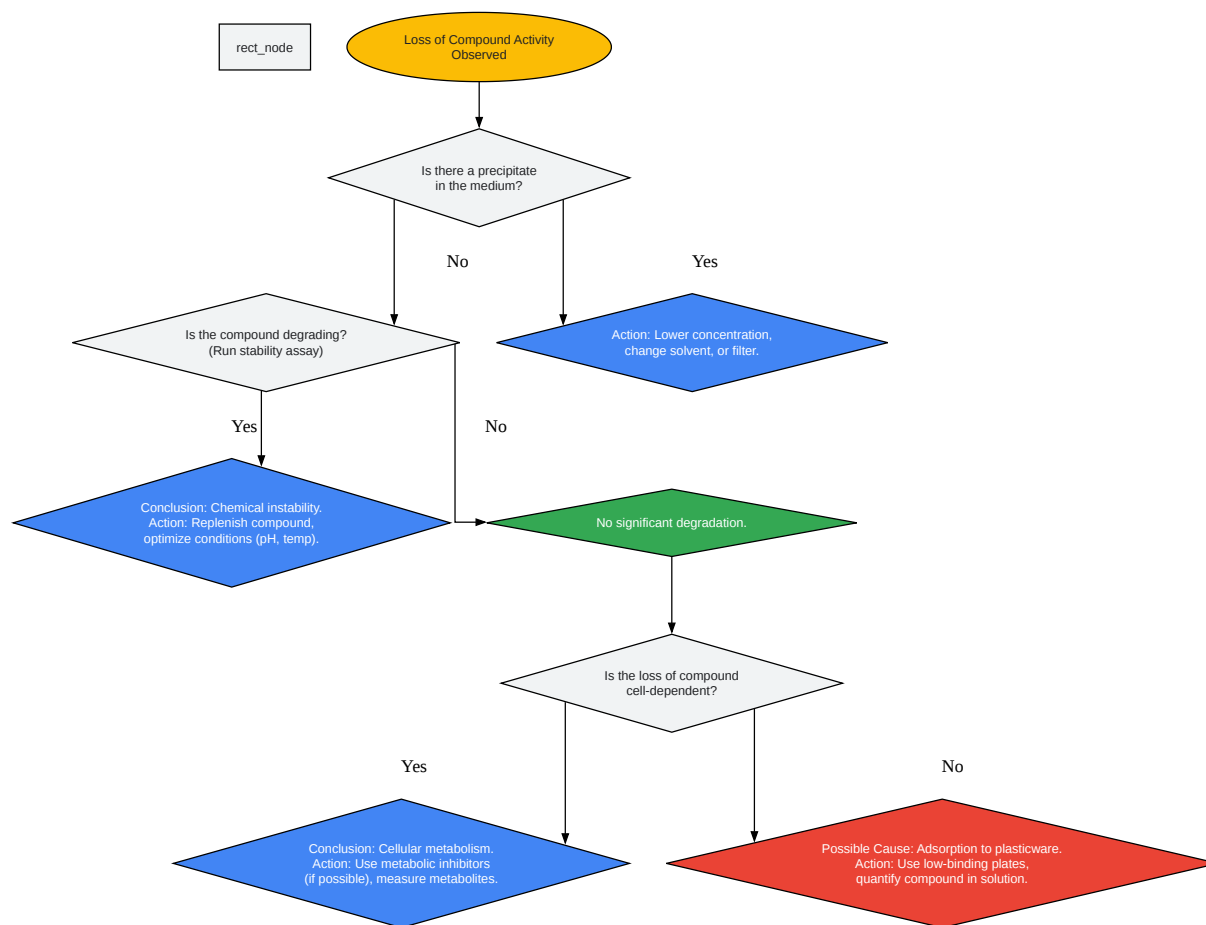 rect_node
Loss of Compound Activity
Observed
Is there a precipitate
in the medium?
No
Yes
Is the compound degrading?
(Run stability assay)
Action: Lower concentration,
change solvent, or filter.
Yes
No
Conclusion: Chemical instability.
Action: Replenish compound,
optimize conditions (pH, temp).
No significant degradation.
Is the loss of compound
cell-dependent?
Yes
No
Conclusion: Cellular metabolism.
Action: Use metabolic inhibitors
(if possible), measure metabolites.
Possible Cause: Adsorption to plasticware.
Action: Use low-binding plates,
quantify compound in solution.